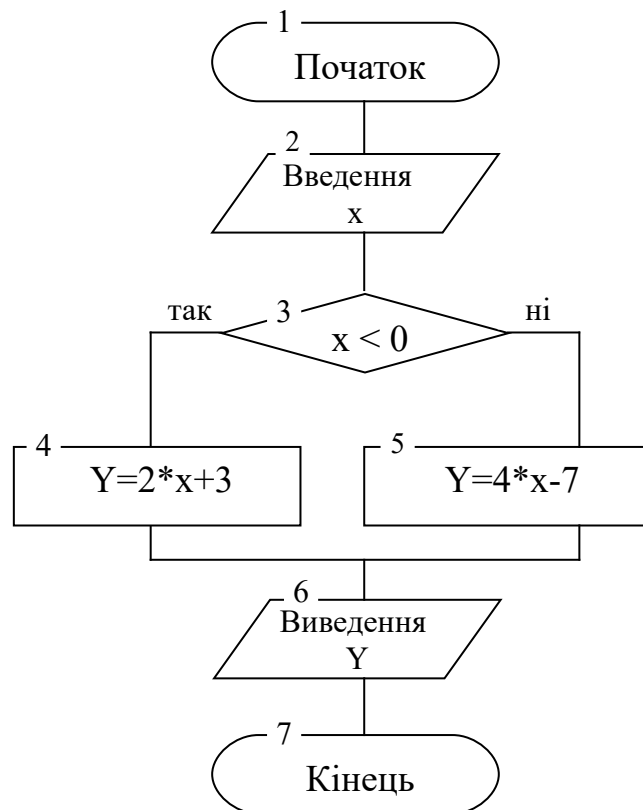 1
Початок
2
Введення
x
так
3
ні
x < 0
4
5
Y=2*x+3
Y=4*x-7
6
Виведення
Y
7
Кінець